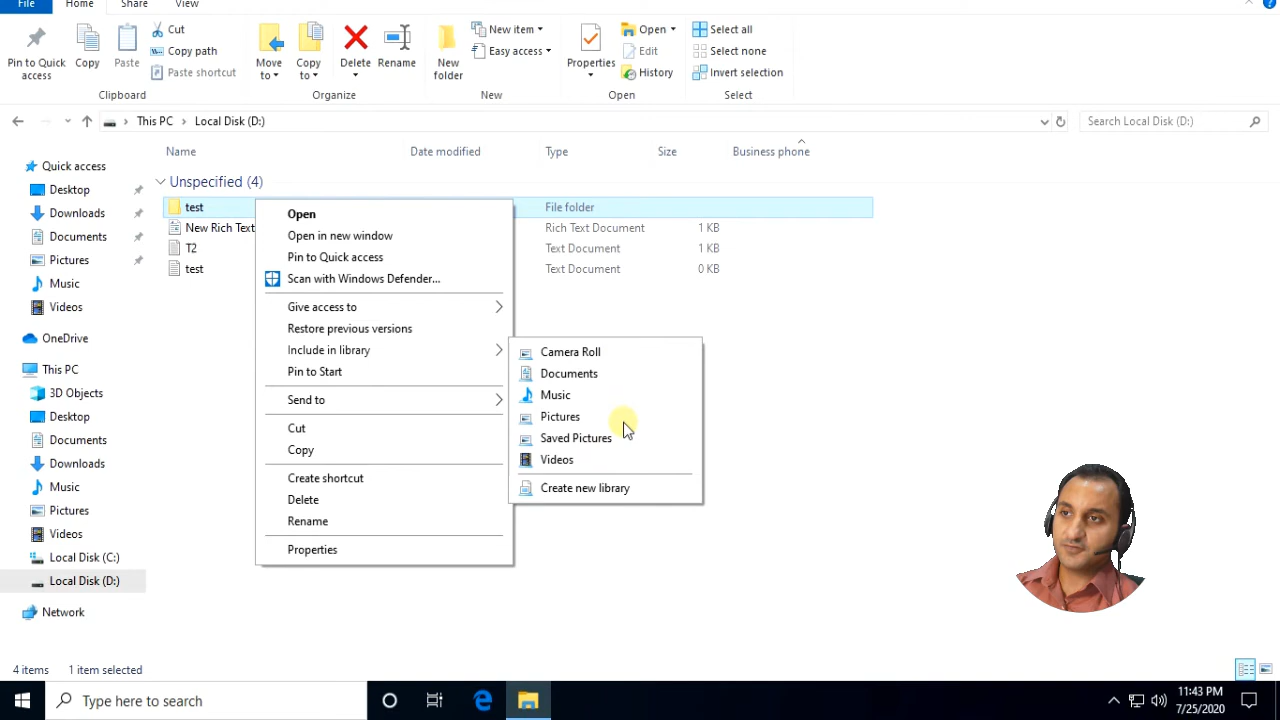 File Home Share View
Pin to Quick access
Copy
Paste
Cut
Copy path
Paste shortcut
Clipboard
Move to
Copy to
Delete
Rename
Organize
New folder
New item
Easy access
New
Properties
Open
Edit
History
Open
Select all
Select none
Invert selection
Select
This PC
Local Disk (D:)
Search Local Disk (D:)
Name Date modified Type Size Business phone
Quick access
Desktop
Downloads
Documents
Pictures
Music
Videos
OneDrive
This PC
3D Objects
Desktop
Documents
Downloads
Music
Pictures
Videos
Local Disk (C:)
Local Disk (D:)
Network
Unspecified (4)
test File folder
New Rich Text Rich Text Document 1 KB
T2 Text Document 1 KB
test Text Document 0 KB
Open
Open in new window
Pin to Quick access
Scan with Windows Defender...
Give access to
Restore previous versions
Include in library
Pin to Start
Send to
Cut
Copy
Create shortcut
Delete
Rename
Properties
Camera Roll
Documents
Music
Pictures
Saved Pictures
Videos
Create new library
4 items 1 item selected
Type here to search
11:43 PM
7/25/2020